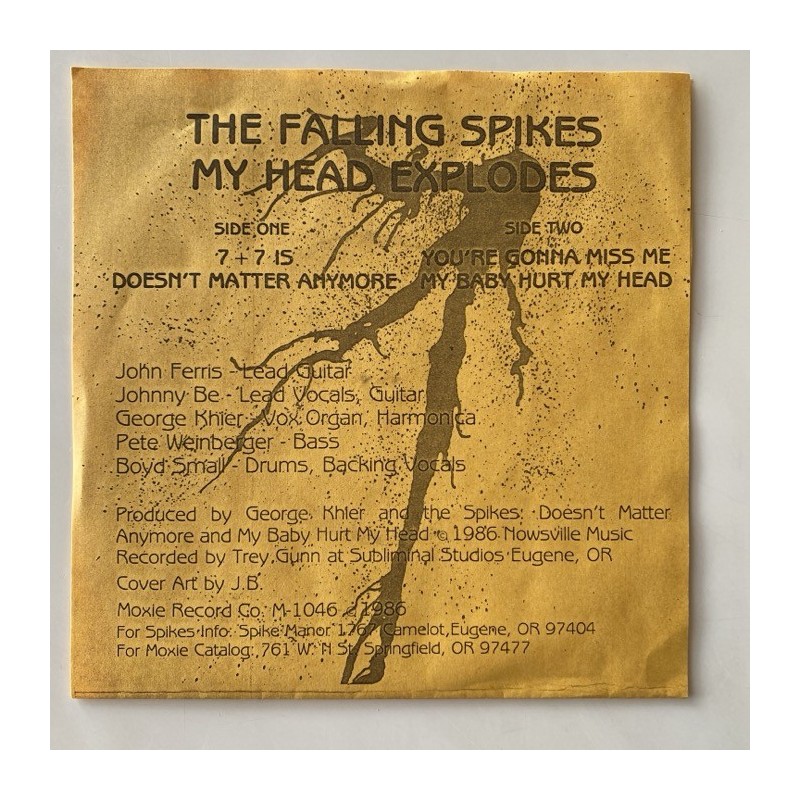 THE FALLING SPIKES
MY HEAD EXPLODES
SIDE ONE
7 + 7 IS
DOESN'T MATTER ANYMORE
SIDE TWO
YOU'RE GONNA MISS ME
MY BABY HURT MY HEAD
John Ferris - Lead Guitar
Johnny Be - Lead Vocals, Guitar
George Khler - Vox Organ, Harmonica
Pete Weinberger - Bass
Boyd Small - Drums, Backing Vocals
Produced by George Khler and the Spikes: Doesn't Matter
Anymore and My Baby Hurt My Head © 1986 Nowsville Music
Recorded by Trey Gunn at Subliminal Studios Eugene, OR
Cover Art by J.B.
Moxie Record Co. M-1046 1986
For Spikes Info: Spike Manor Camelot, Eugene, OR 97404
For Moxie Catalog: 761 W. N St. Springfield, OR 97477